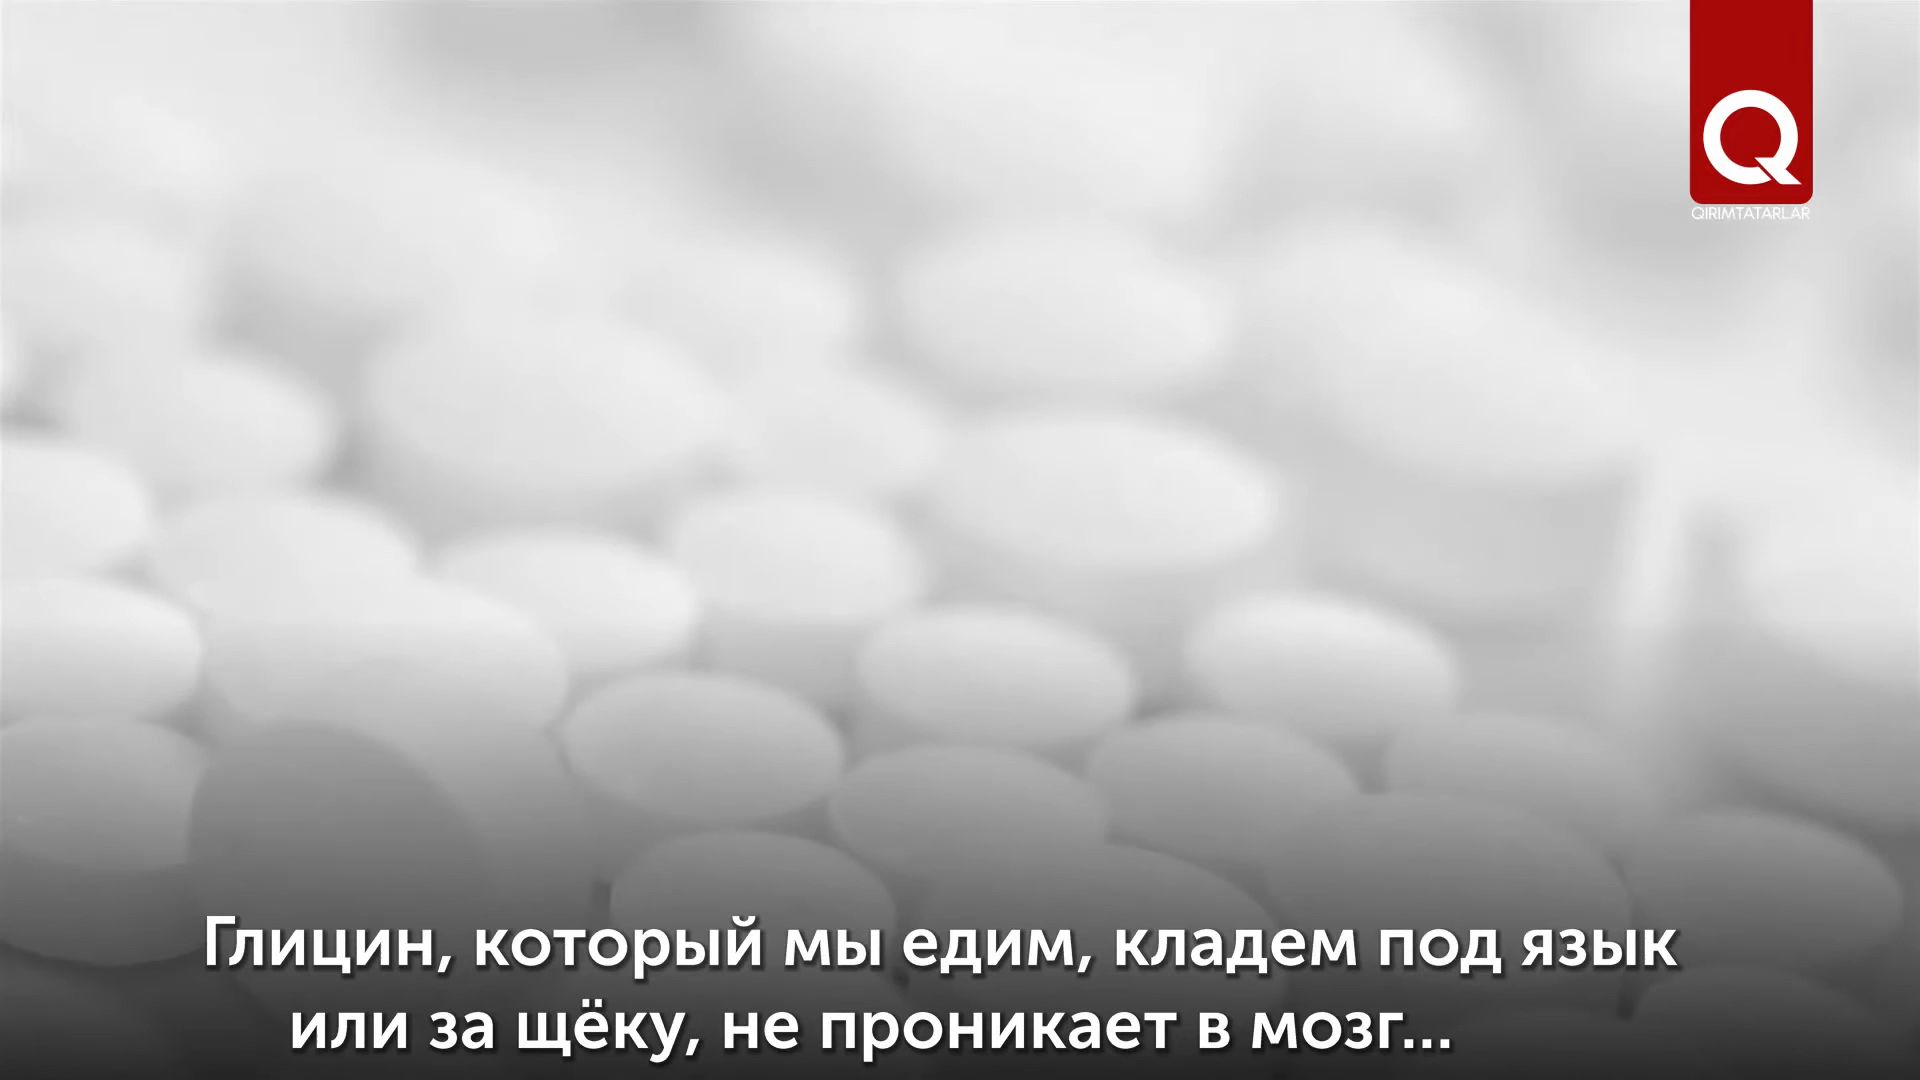 QIRIMTATARLAR
Глицин, который мы едим, кладем под язык
или за щёку, не проникает в мозг...